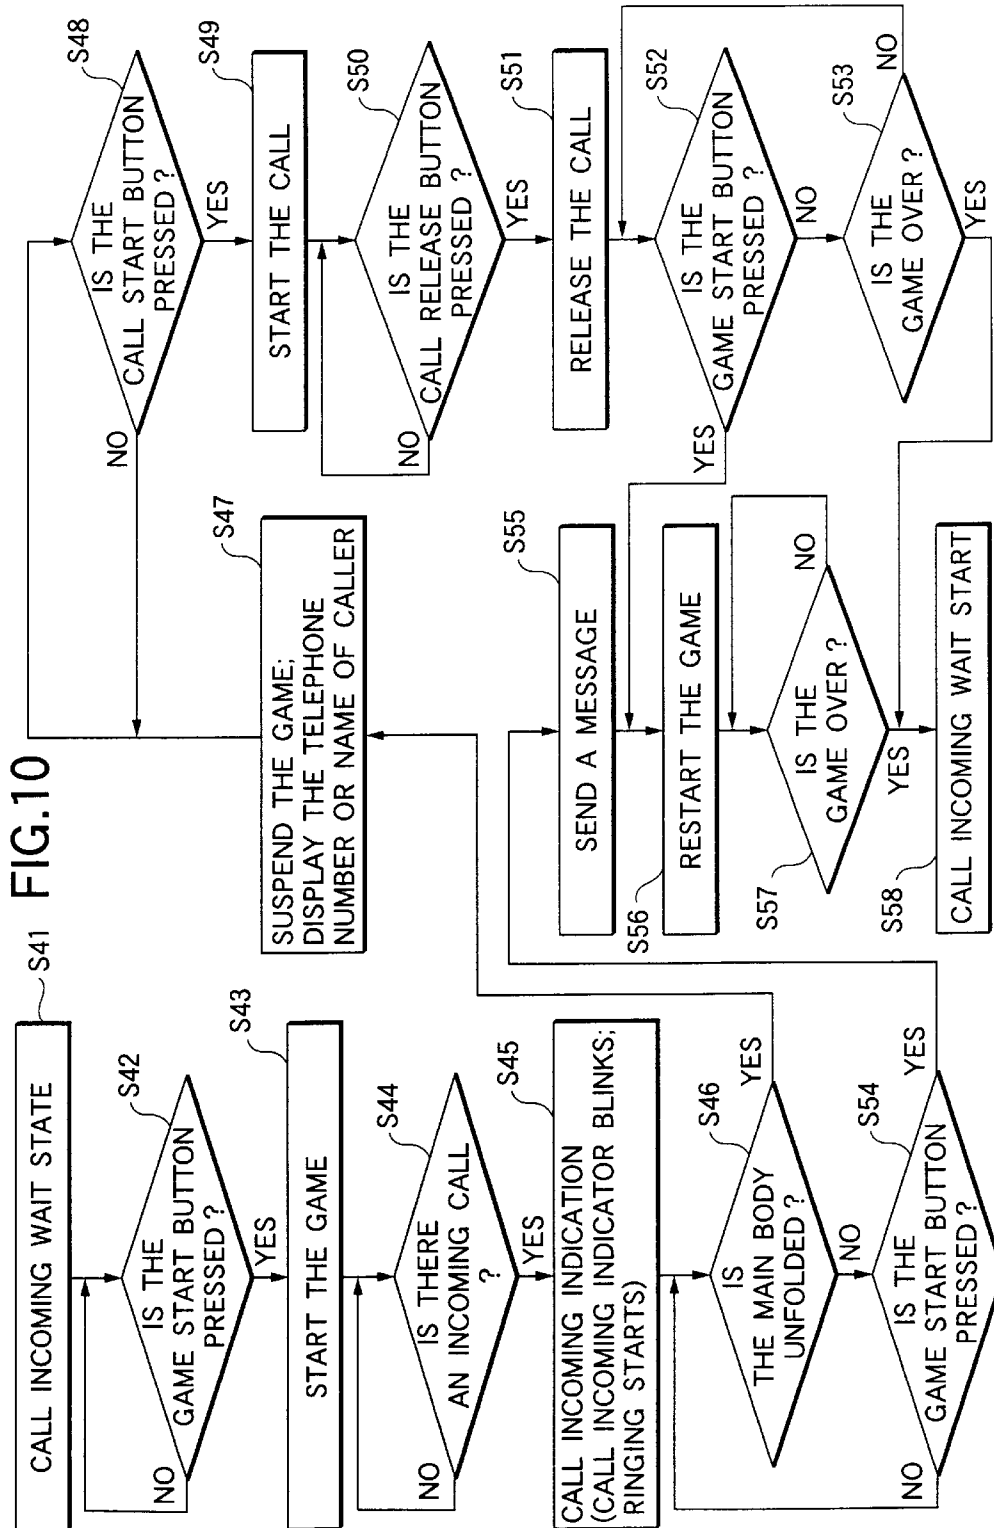 FIG.10
S41
CALL INCOMING WAIT STATE
S42
IS THE
GAME START BUTTON
PRESSED?
NO
YES
S43
START THE GAME
S44
IS THERE
AN INCOMING CALL
?
NO
YES
S45
CALL INCOMING INDICATION
(CALL INCOMING INDICATOR BLINKS;
RINGING STARTS)
S46
IS
THE MAIN BODY
UNFOLDED?
YES
NO
S54
IS THE
GAME START BUTTON
PRESSED?
YES
NO
S47
SUSPEND THE GAME;
DISPLAY THE TELEPHONE
NUMBER OR NAME OF CALLER
S55
SEND A MESSAGE
S56
RESTART THE GAME
S57
IS THE
GAME OVER?
NO
YES
S58
CALL INCOMING WAIT START
S48
IS THE
CALL START BUTTON
PRESSED?
NO
YES
S49
START THE CALL
S50
IS THE
CALL RELEASE BUTTON
PRESSED?
NO
YES
S51
RELEASE THE CALL
S52
IS THE
GAME START BUTTON
PRESSED?
YES
NO
S53
IS THE
GAME OVER?
NO
YES